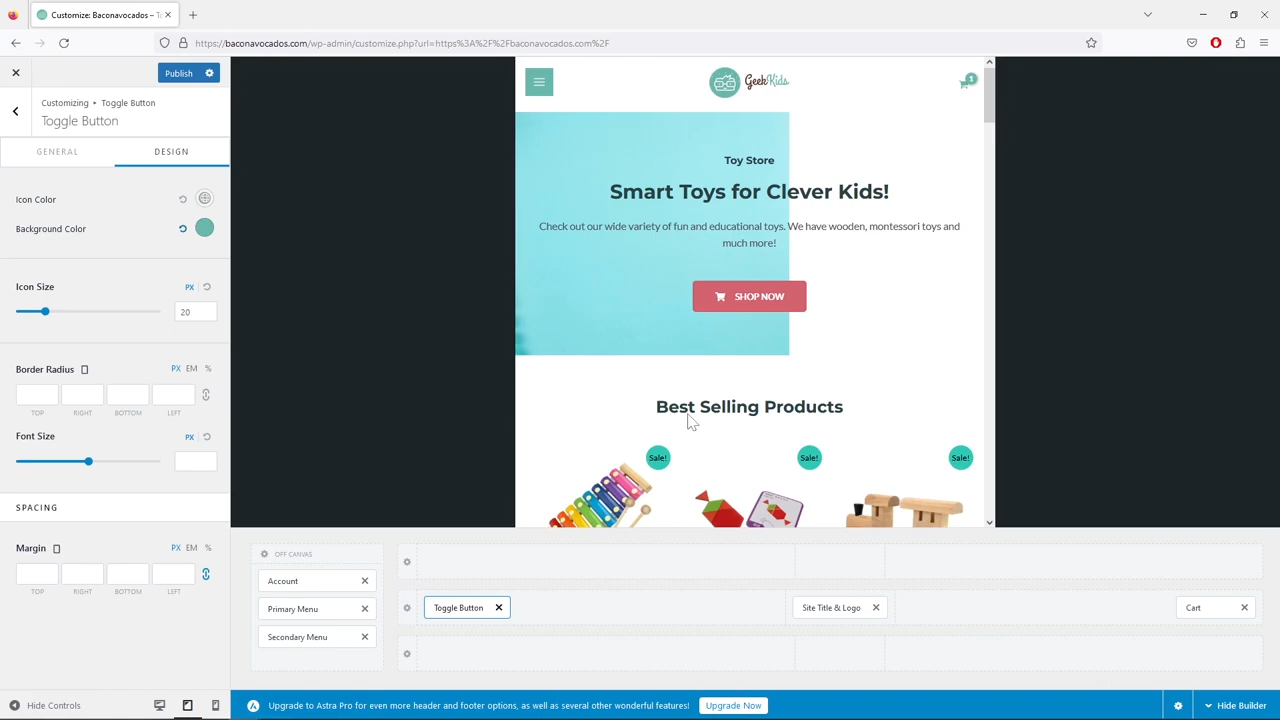 Customize: Baconavocados – To
https://baconavocados.com/wp-admin/customize.php?url=https%3A%2F%2Fbaconavocados.com%2F
Publish
Customizing ▸ Toggle Button
Toggle Button
GENERAL
DESIGN
Icon Color
Background Color
Icon Size
PX
20
Border Radius
PX EM %
TOP RIGHT BOTTOM LEFT
Font Size
PX
SPACING
Margin
PX EM %
TOP RIGHT BOTTOM LEFT
Hide Controls
GeekKids
1
Toy Store
Smart Toys for Clever Kids!
Check out our wide variety of fun and educational toys. We have wooden, montessori toys and
much more!
SHOP NOW
Best Selling Products
Sale!
Sale!
Sale!
OFF CANVAS
Account
Primary Menu
Secondary Menu
Toggle Button
Site Title & Logo
Cart
Upgrade to Astra Pro for even more header and footer options, as well as several other wonderful features!
Upgrade Now
Hide Builder